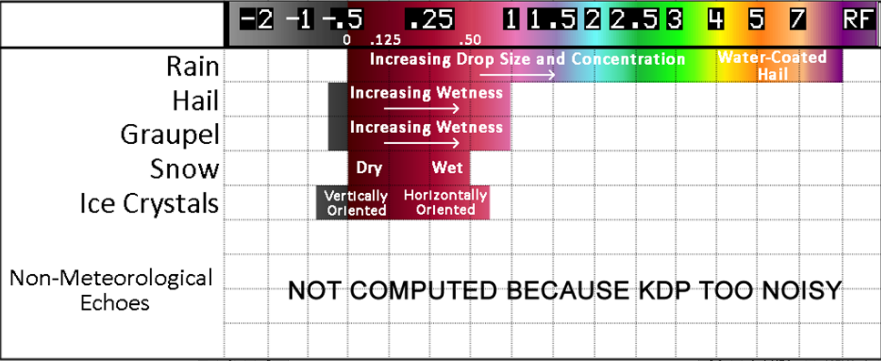 -2 -1 -.5 .25 1 1.5 2 2.5 3 4 5 7 RF
0 .125 .50
Rain
Increasing Drop Size and Concentration
Water-Coated
Hail
Hail
Increasing Wetness
Graupel
Increasing Wetness
Snow
Dry Wet
Ice Crystals
Vertically
Oriented
Horizontally
Oriented
Non-Meteorological
Echoes
NOT COMPUTED BECAUSE KDP TOO NOISY